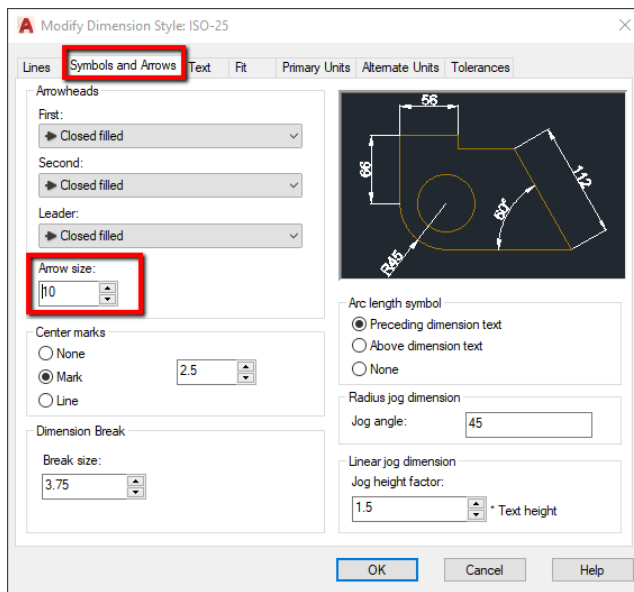 A Modify Dimension Style: ISO-25
Lines Symbols and Arrows Text Fit Primary Units Alternate Units Tolerances
Arrowheads
First:
Closed filled
Second:
Closed filled
Leader:
Closed filled
Arrow size:
10
Center marks
None
Mark
Line
2.5
Dimension Break
Break size:
3.75
56
66
112
60°
R45
Arc length symbol
Preceding dimension text
Above dimension text
None
Radius jog dimension
Jog angle: 45
Linear jog dimension
Jog height factor:
1.5 * Text height
OK Cancel Help